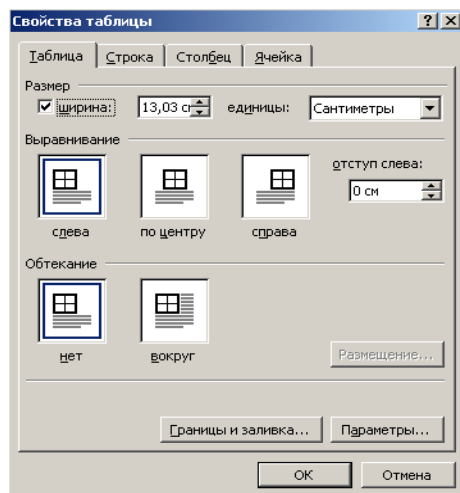 Свойства таблицы
Таблица Строка Столбец Ячейка
Размер
ширина: 13,03 см единицы: Сантиметры
Выравнивание
отступ слева:
0 см
слева по центру справа
Обтекание
нет вокруг
Размещение...
Границы и заливка... Параметры...
ОК Отмена